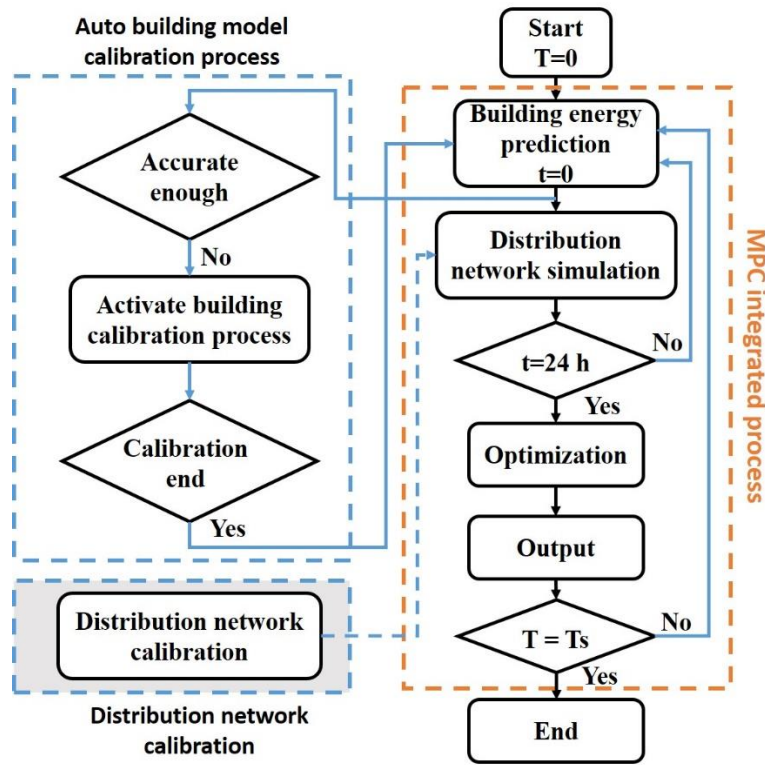 Auto building model
calibration process
Accurate
enough
No
Activate building
calibration process
Calibration
end
Yes
Distribution network
calibration
Distribution network
calibration
Start
T=0
Building energy
prediction
t=0
Distribution
network simulation
t=24 h
No
Yes
Optimization
Output
T = Ts
No
Yes
End
MPC integrated process